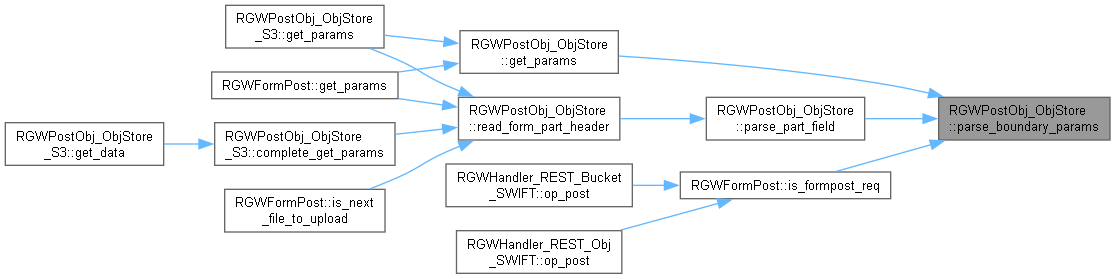 RGWPostObj_ObjStore
_S3::get_params
RGWPostObj_ObjStore
::get_params
RGWFormPost::get_params
RGWPostObj_ObjStore
::read_form_part_header
RGWPostObj_ObjStore
::parse_part_field
RGWPostObj_ObjStore
::parse_boundary_params
RGWPostObj_ObjStore
_S3::get_data
RGWPostObj_ObjStore
_S3::complete_get_params
RGWFormPost::is_next
_file_to_upload
RGWHandler_REST_Bucket
_SWIFT::op_post
RGWFormPost::is_formpost_req
RGWHandler_REST_Obj
_SWIFT::op_post